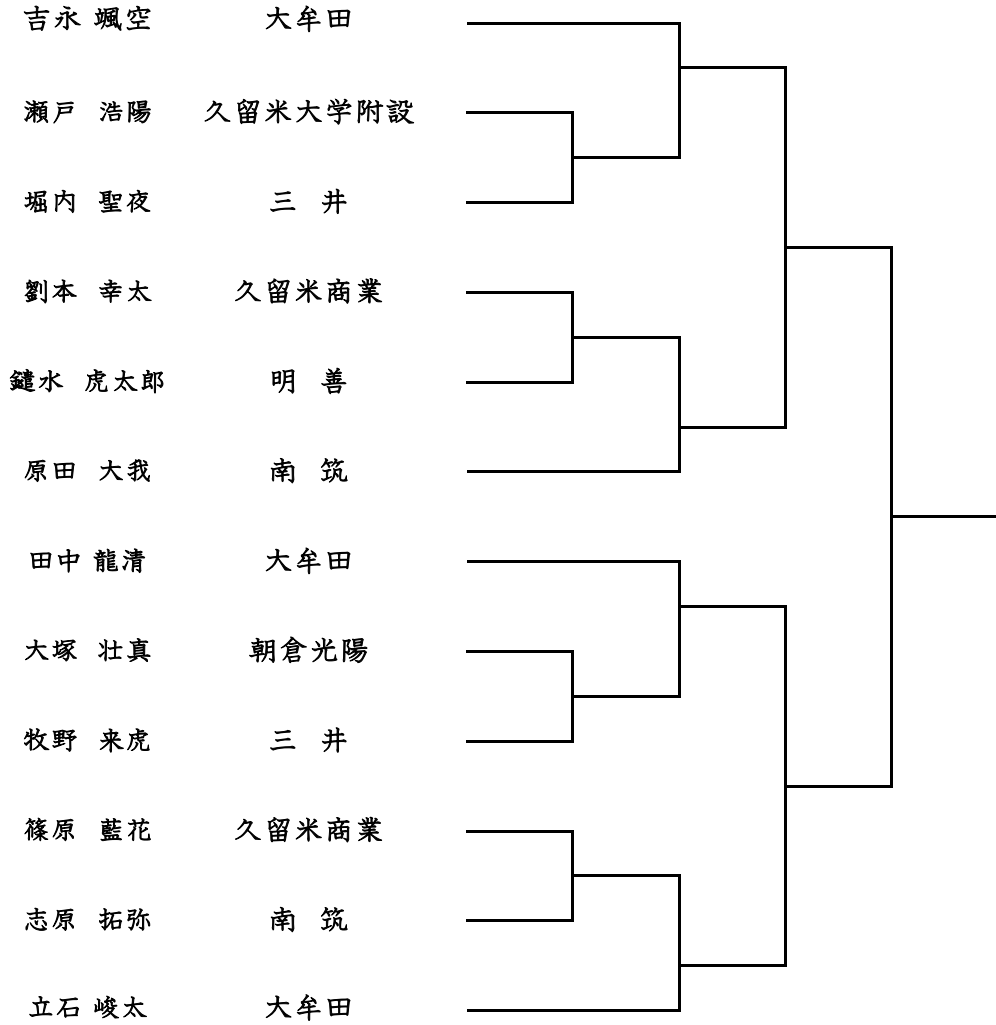 吉永 颯空 大牟田
瀬戸 浩陽 久留米大学附設
堀内 聖夜 三 井
劉本 幸太 久留米商業
鑓水 虎太郎 明 善
原田 大我 南 筑
田中 龍清 大牟田
大塚 壮真 朝倉光陽
牧野 来虎 三 井
篠原 藍花 久留米商業
志原 拓弥 南 筑
立石 峻太 大牟田